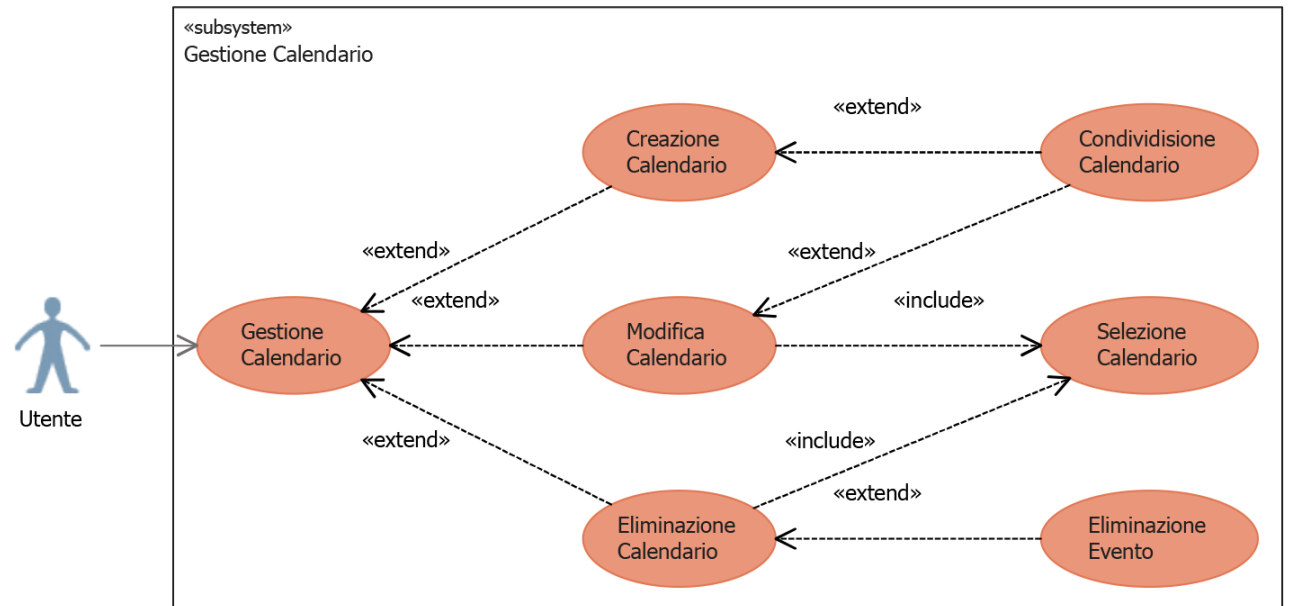 «subsystem»
Gestione Calendario
«extend»
Creazione
Calendario
Condividisione
Calendario
«extend»
«extend»
«extend»
«include»
Gestione
Calendario
Modifica
Calendario
Selezione
Calendario
Utente
«extend»
«include»
«extend»
Eliminazione
Calendario
Eliminazione
Evento